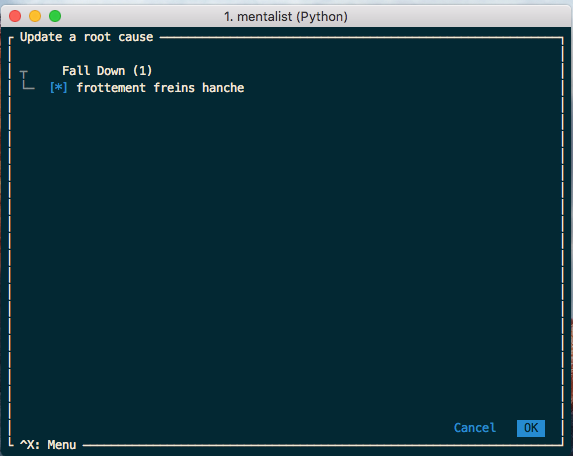 1. mentalist (Python)
Update a root cause
Fall Down (1)
[*] frottement freins hanche
Cancel OK
^X: Menu